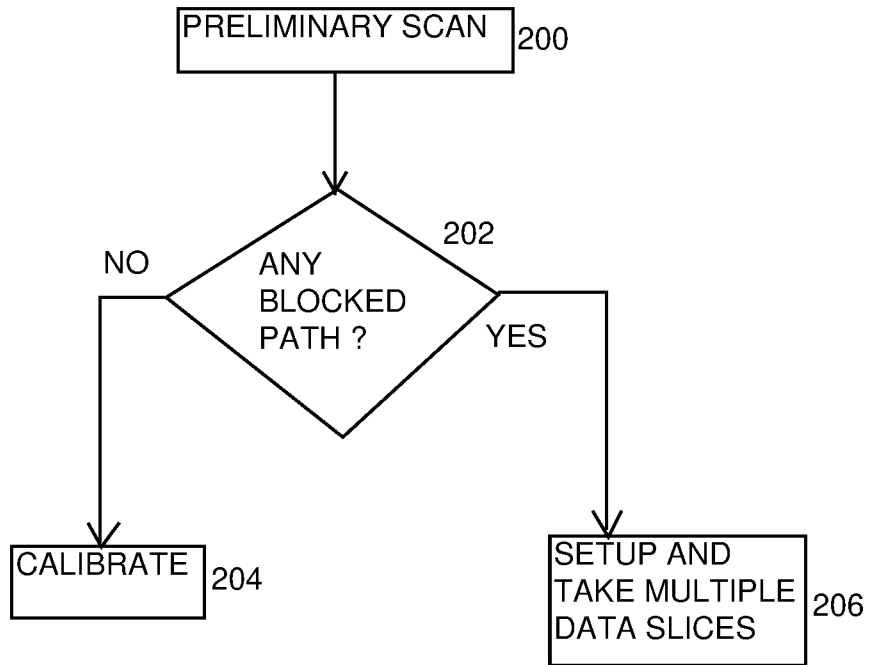 PRELIMINARY SCAN
200
202
NO
ANY
BLOCKED
PATH ?
YES
CALIBRATE
204
SETUP AND
TAKE MULTIPLE
DATA SLICES
206